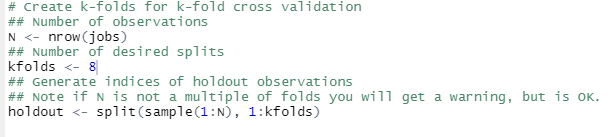 # Create k-folds for k-fold cross validation
## Number of observations
N <- nrow(jobs)
## Number of desired splits
kfolds <- 8
## Generate indices of holdout observations
## Note if N is not a multiple of folds you will get a warning, but is OK.
holdout <- split(sample(1:N), 1:kfolds)